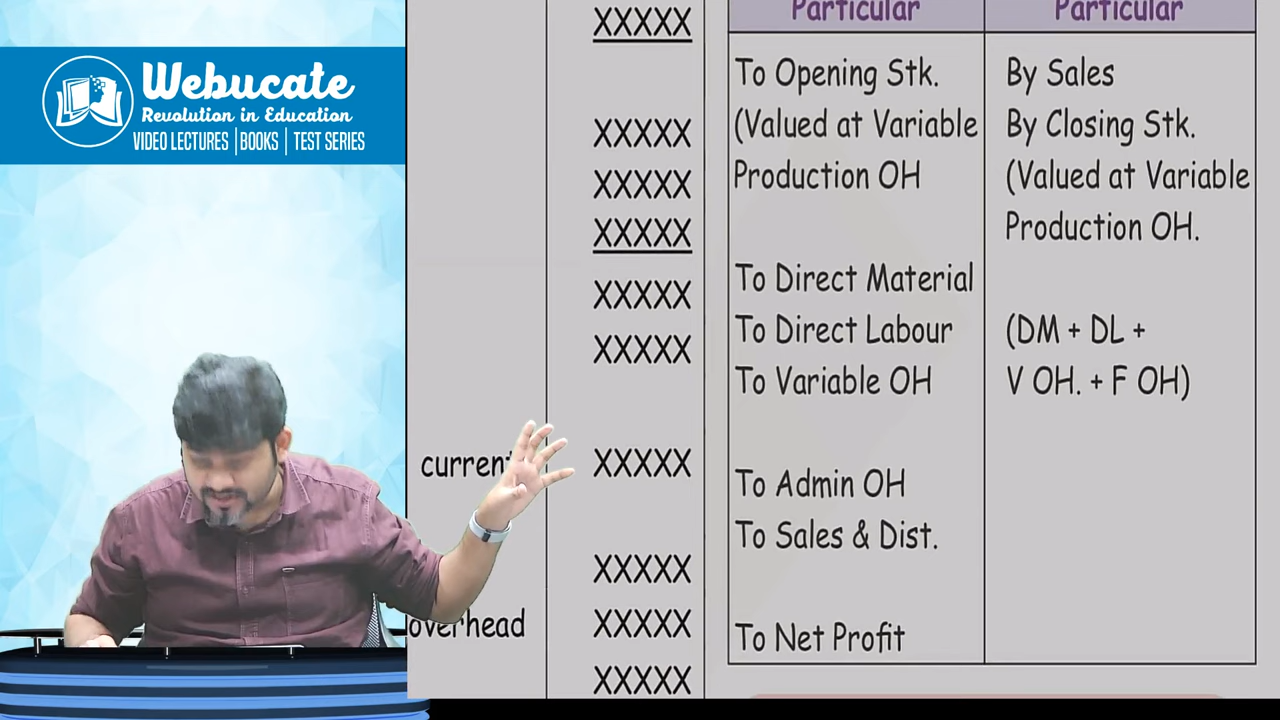 Webucate
Revolution in Education
VIDEO LECTURES | BOOKS | TEST SERIES
XXXXX
XXXXX
XXXXX
XXXXX
XXXXX
XXXXX
current XXXXX
XXXXX
overhead XXXXX
XXXXX
Particular
To Opening Stk.
(Valued at Variable
Production OH
To Direct Material
To Direct Labour
To Variable OH
To Admin OH
To Sales & Dist.
To Net Profit
Particular
By Sales
By Closing Stk.
(Valued at Variable
Production OH.
(DM + DL +
V OH. + F OH)